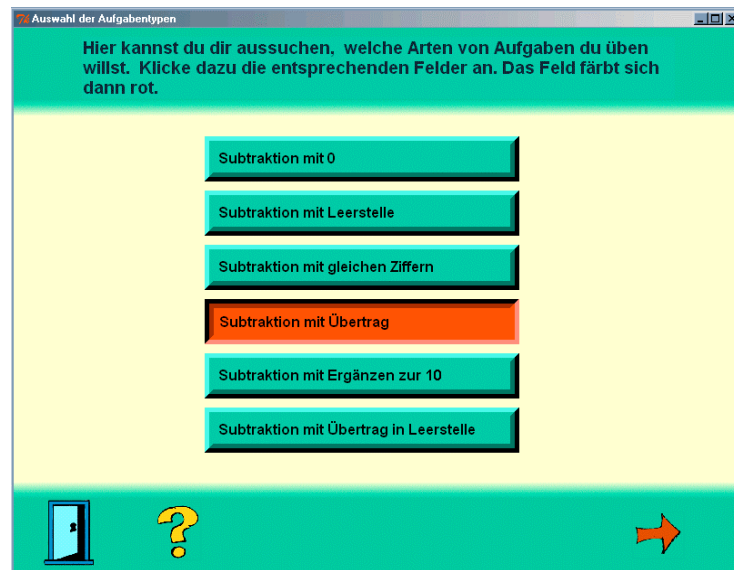 Auswahl der Aufgabentypen
Hier kannst du dir aussuchen, welche Arten von Aufgaben du üben
willst. Klicke dazu die entsprechenden Felder an. Das Feld färbt sich
dann rot.
Subtraktion mit 0
Subtraktion mit Leerstelle
Subtraktion mit gleichen Ziffern
Subtraktion mit Übertrag
Subtraktion mit Ergänzen zur 10
Subtraktion mit Übertrag in Leerstelle
?